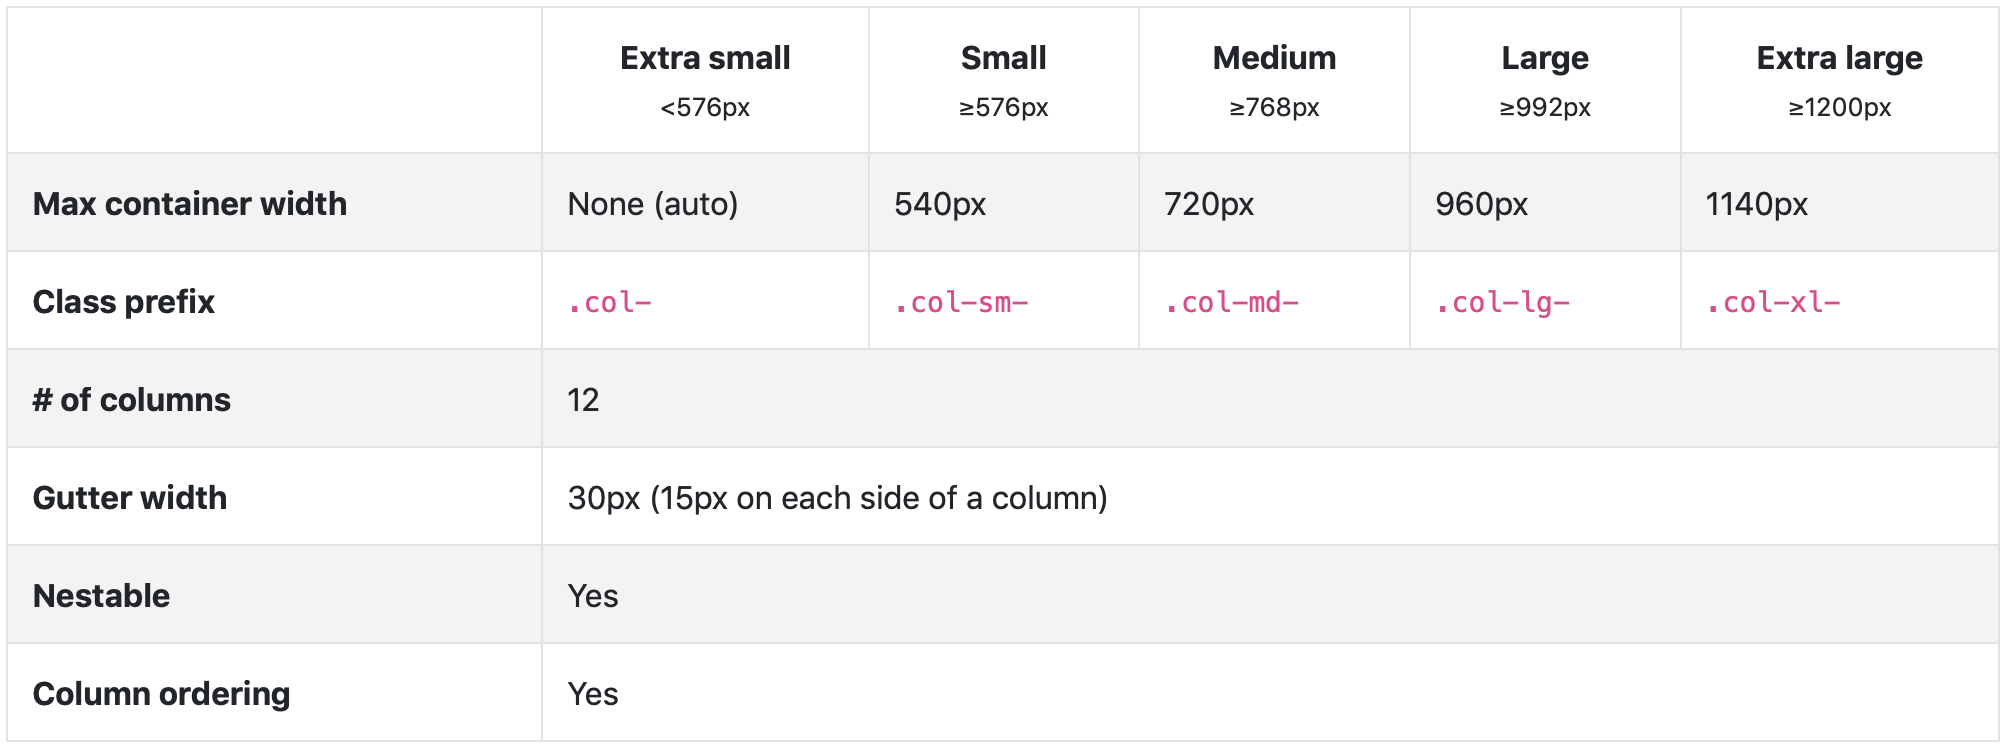 Extra small Small Medium Large Extra large
<576px ≥576px ≥768px ≥992px ≥1200px
Max container width None (auto) 540px 720px 960px 1140px
Class prefix .col- .col-sm- .col-md- .col-lg- .col-xl-
# of columns 12
Gutter width 30px (15px on each side of a column)
Nestable Yes
Column ordering Yes